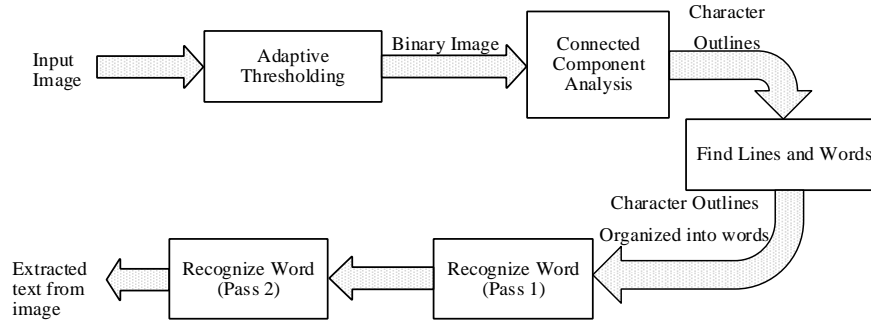 Input
Image
Adaptive
Thresholding
Binary Image
Connected
Component
Analysis
Character
Outlines
Find Lines and Words
Character Outlines
Organized into words
Recognize Word
(Pass 1)
Recognize Word
(Pass 2)
Extracted
text from
image